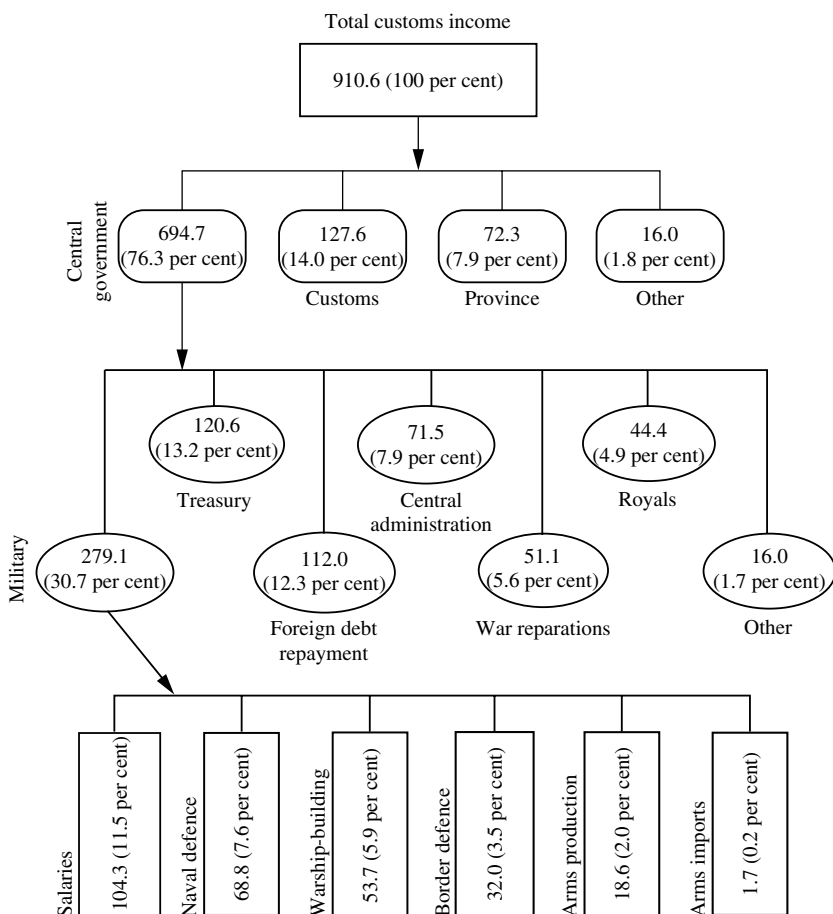 Total customs income
910.6 (100 per cent)
Central
government
694.7
(76.3 per cent)
127.6
(14.0 per cent)
Customs
72.3
(7.9 per cent)
Province
16.0
(1.8 per cent)
Other
120.6
(13.2 per cent)
Treasury
71.5
(7.9 per cent)
Central
administration
44.4
(4.9 per cent)
Royals
Military
279.1
(30.7 per cent)
112.0
(12.3 per cent)
Foreign debt
repayment
51.1
(5.6 per cent)
War reparations
16.0
(1.7 per cent)
Other
Salaries
104.3 (11.5 per cent)
Naval defence
68.8 (7.6 per cent)
Warship-building
53.7 (5.9 per cent)
Border defence
32.0 (3.5 per cent)
Arms production
18.6 (2.0 per cent)
Arms imports
1.7 (0.2 per cent)